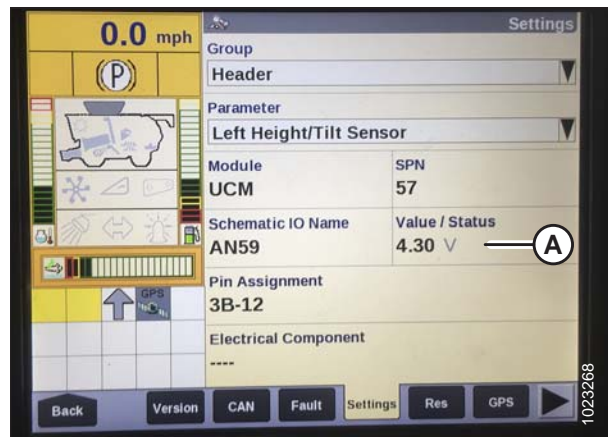 0.0 mph
(P)
Settings
Group
Header
Parameter
Left Height/Tilt Sensor
Module
UCM
SPN
57
Schematic IO Name
AN59
Value / Status
4.30 V
A
Pin Assignment
3B-12
Electrical Component
----
GPS
Back
Version
CAN
Fault
Settings
Res
GPS
1023268